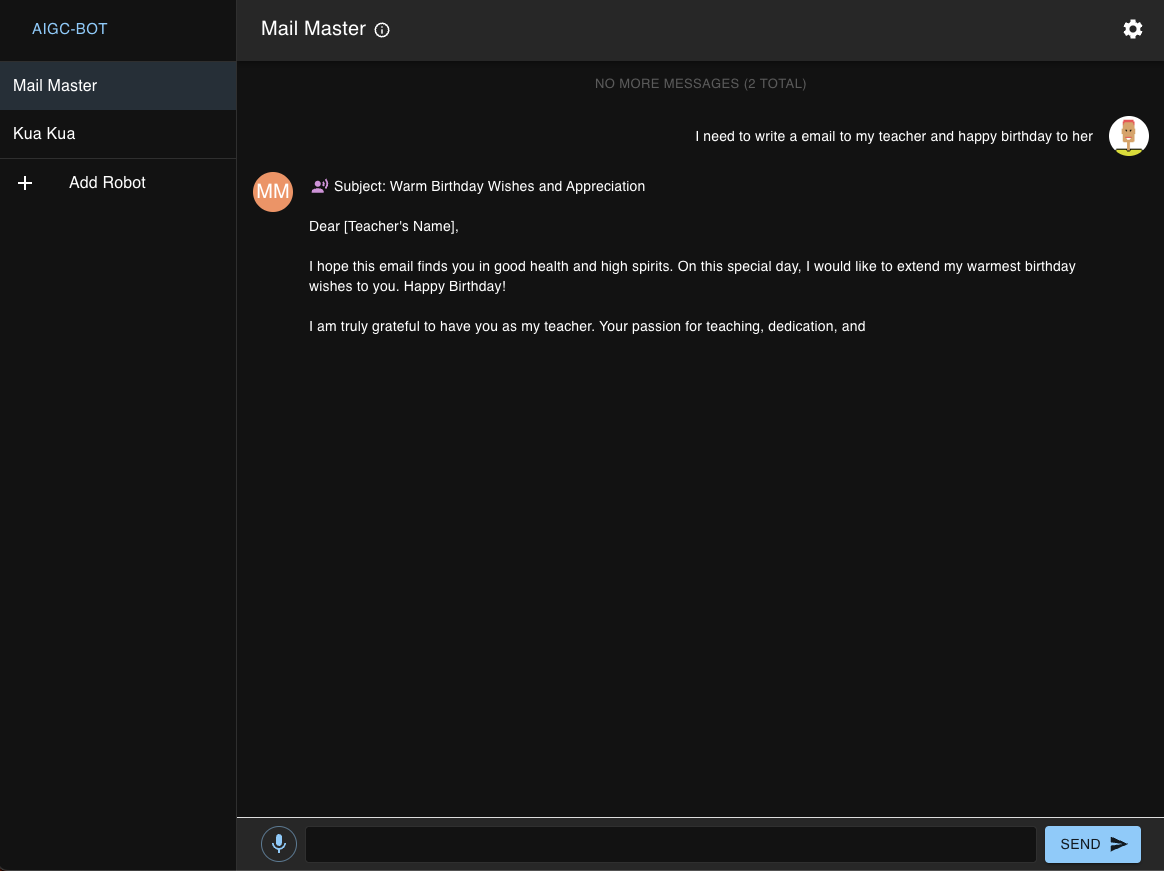 AIGC-BOT
Mail Master
Kua Kua
Add Robot
Mail Master
NO MORE MESSAGES (2 TOTAL)
I need to write a email to my teacher and happy birthday to her
MM
Subject: Warm Birthday Wishes and Appreciation
Dear [Teacher's Name],
I hope this email finds you in good health and high spirits. On this special day, I would like to extend my warmest birthday
wishes to you. Happy Birthday!
I am truly grateful to have you as my teacher. Your passion for teaching, dedication, and
SEND